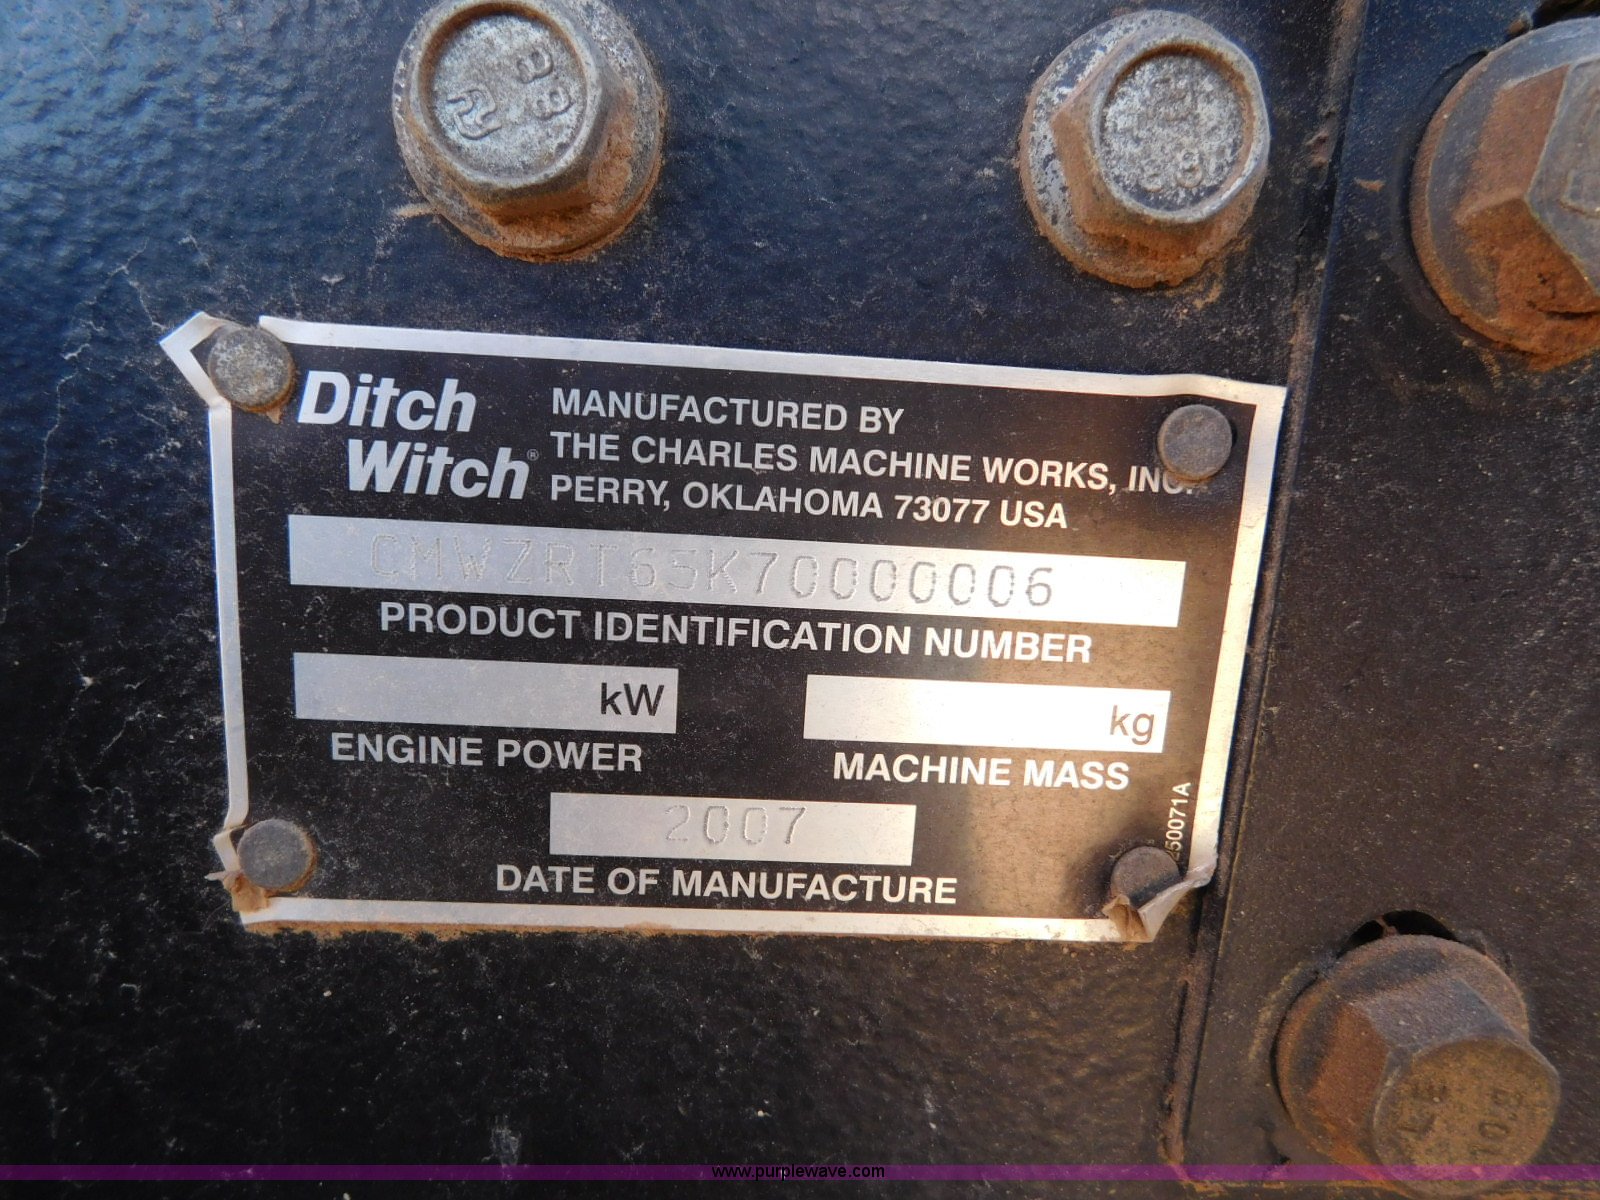 Ditch
Witch®
MANUFACTURED BY
THE CHARLES MACHINE WORKS, INC.
PERRY, OKLAHOMA 73077 USA
CMWZRT65K70000006
PRODUCT IDENTIFICATION NUMBER
kW
ENGINE POWER
kg
MACHINE MASS
2007
DATE OF MANUFACTURE
www.purplewave.com